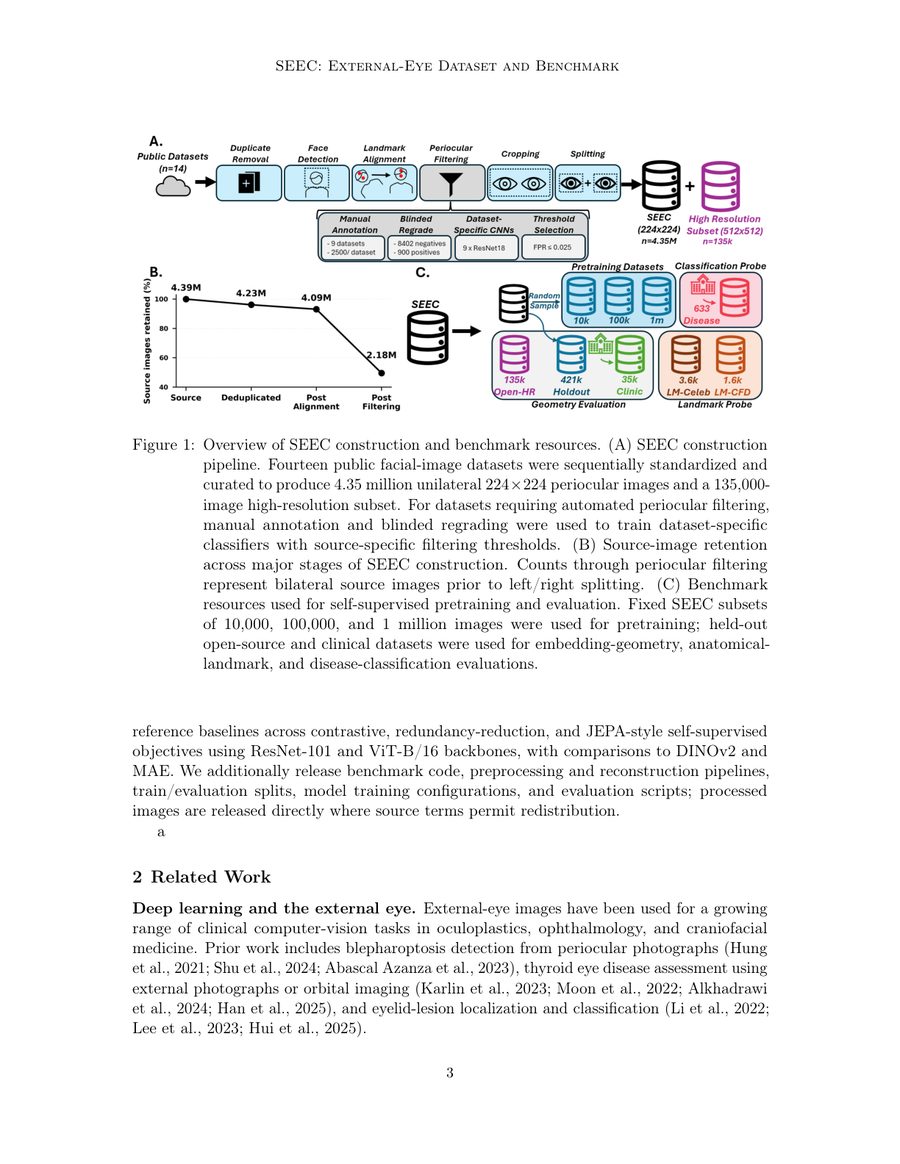 SEEC: External-Eye Dataset and Benchmark
A.
Public Datasets
(n=14)
Duplicate
Removal
Face
Detection
Landmark
Alignment
Periocular
Filtering
Cropping
Splitting
+
+
SEEC
(224x224)
n=4.35M
+
High Resolution
Subset (512x512)
n=135k
Manual
Annotation
- 9 datasets
- 2500/ dataset
Blinded
Regrade
- 8402 negatives
- 900 positives
Dataset-
Specific CNNs
9 x ResNet18
Threshold
Selection
FPR ≤ 0.025
B.
Source images retained (%)
100
80
60
40
4.39M
4.23M
4.09M
2.18M
Source
Deduplicated
Post
Alignment
Post
Filtering
C.
SEEC
Random
Sample
Pretraining Datasets
10k
100k
1m
Classification Probe
633
Disease
135k
Open-HR
421k
Holdout
35k
Clinic
Geometry Evaluation
3.6k
LM-Celeb
1.6k
LM-CFD
Landmark Probe
Figure 1: Overview of SEEC construction and benchmark resources. (A) SEEC construction
pipeline. Fourteen public facial-image datasets were sequentially standardized and
curated to produce 4.35 million unilateral 224×224 periocular images and a 135,000-
image high-resolution subset. For datasets requiring automated periocular filtering,
manual annotation and blinded regrading were used to train dataset-specific
classifiers with source-specific filtering thresholds. (B) Source-image retention
across major stages of SEEC construction. Counts through periocular filtering
represent bilateral source images prior to left/right splitting. (C) Benchmark
resources used for self-supervised pretraining and evaluation. Fixed SEEC subsets
of 10,000, 100,000, and 1 million images were used for pretraining; held-out
open-source and clinical datasets were used for embedding-geometry, anatomical-
landmark, and disease-classification evaluations.
reference baselines across contrastive, redundancy-reduction, and JEPA-style self-supervised
objectives using ResNet-101 and ViT-B/16 backbones, with comparisons to DINOv2 and
MAE. We additionally release benchmark code, preprocessing and reconstruction pipelines,
train/evaluation splits, model training configurations, and evaluation scripts; processed
images are released directly where source terms permit redistribution.
a
2 Related Work
Deep learning and the external eye. External-eye images have been used for a growing
range of clinical computer-vision tasks in oculoplastics, ophthalmology, and craniofacial
medicine. Prior work includes blepharoptosis detection from periocular photographs (Hung
et al., 2021; Shu et al., 2024; Abascal Azanza et al., 2023), thyroid eye disease assessment using
external photographs or orbital imaging (Karlin et al., 2023; Moon et al., 2022; Alkhadrawi
et al., 2024; Han et al., 2025), and eyelid-lesion localization and classification (Li et al., 2022;
Lee et al., 2023; Hui et al., 2025).
3